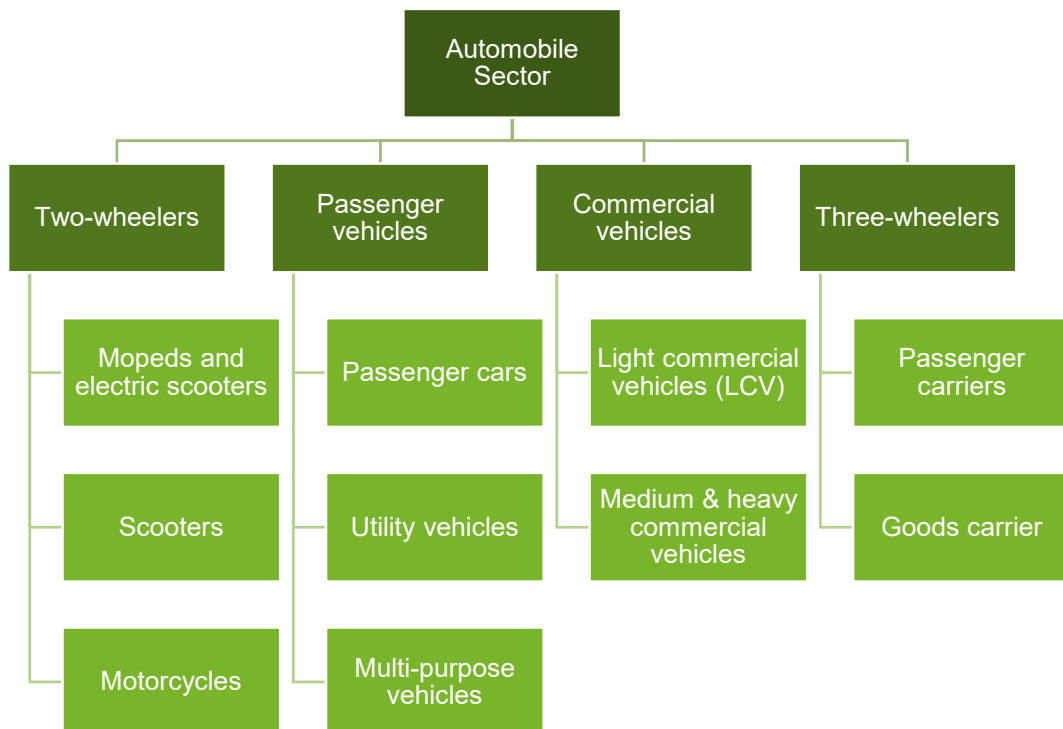 Automobile
Sector
Two-wheelers
Passenger
vehicles
Commercial
vehicles
Three-wheelers
Mopeds and
electric scooters
Passenger cars
Light commercial
vehicles (LCV)
Passenger
carriers
Scooters
Utility vehicles
Medium & heavy
commercial
vehicles
Goods carrier
Motorcycles
Multi-purpose
vehicles